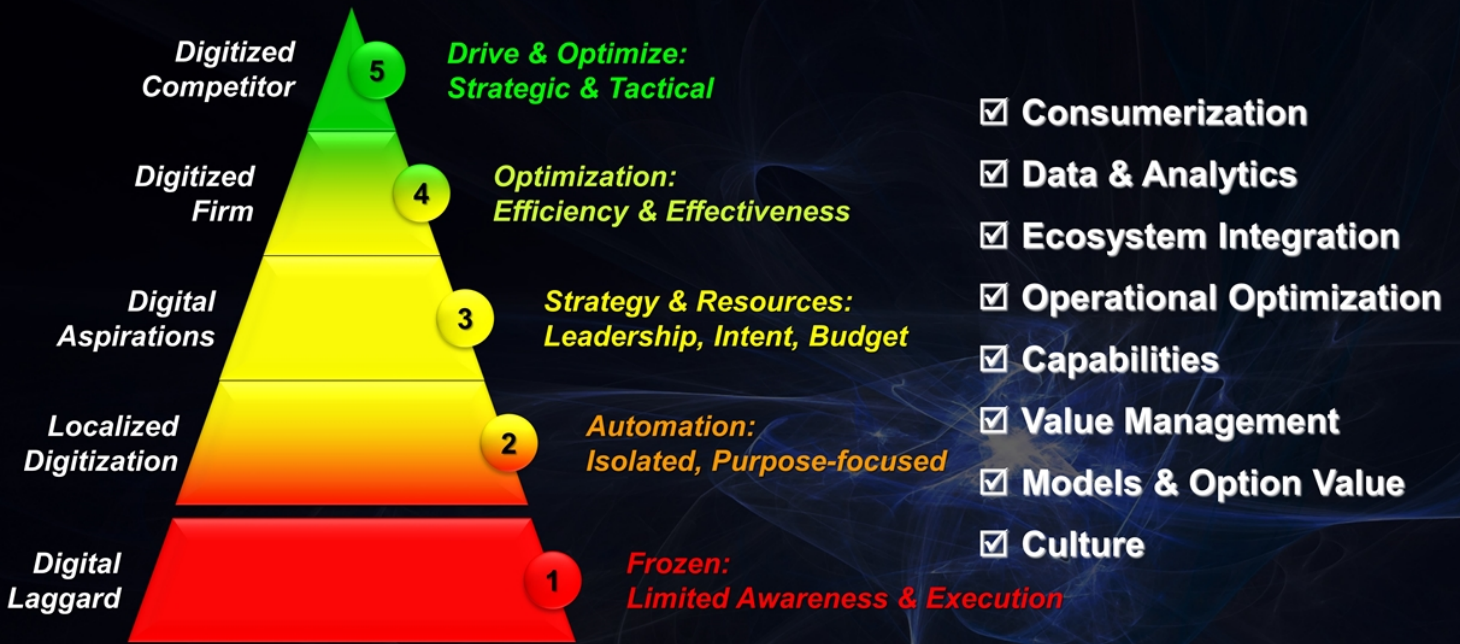 Digitized
Competitor
5
Drive & Optimize:
Strategic & Tactical
Digitized
Firm
4
Optimization:
Efficiency & Effectiveness
Digital
Aspirations
3
Strategy & Resources:
Leadership, Intent, Budget
Localized
Digitization
2
Automation:
Isolated, Purpose-focused
Digital
Laggard
1
Frozen:
Limited Awareness & Execution
Consumerization
Data & Analytics
Ecosystem Integration
Operational Optimization
Capabilities
Value Management
Models & Option Value
Culture